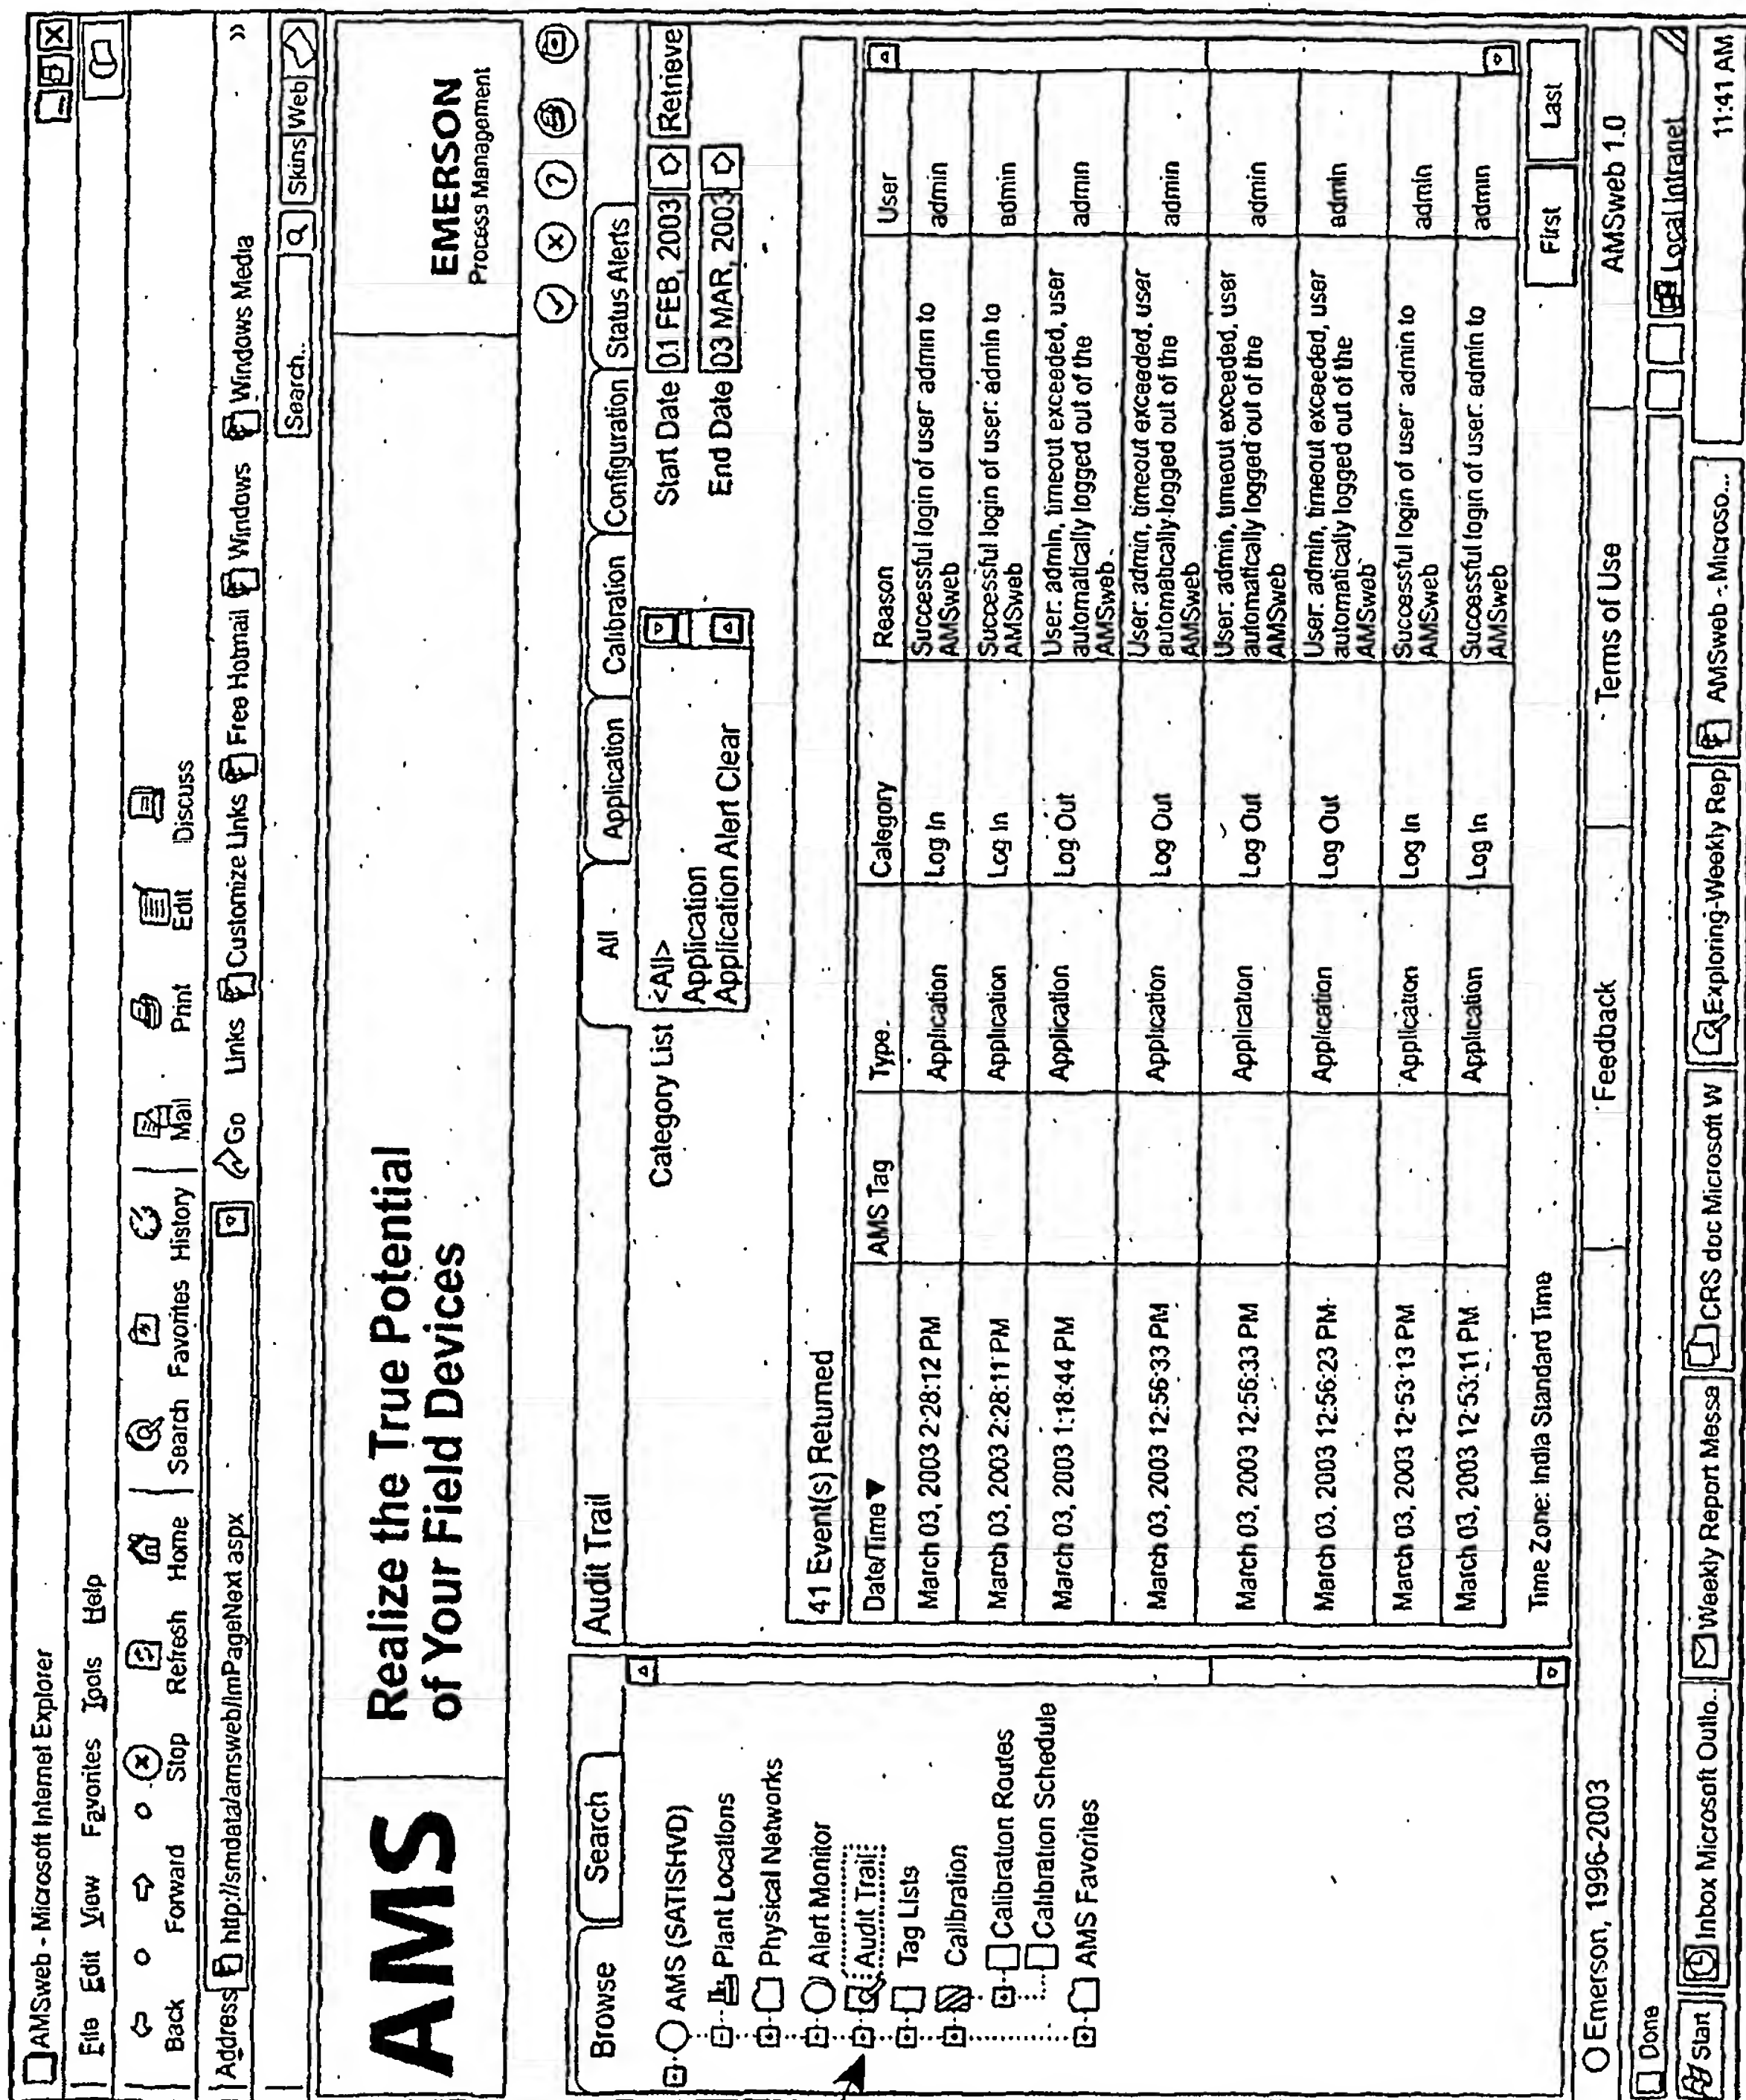 AMSweb - Microsoft Internet Explorer
File Edit View Favorites Tools Help
Back Forward Stop Refresh Home Search Favorites History Mail Print Edit Discuss
Address http://smdata/amsweb/ImPageNext aspx Go Links Customize Links Free Hotmail Windows Windows Media »
Search.. Skins Web
AMS
Realize the True Potential
of Your Field Devices
EMERSON
Process Management
Browse Search
AMS (SATISHVD)
Plant Locations
Physical Networks
Alert Monitor
Audit Trail
Tag Lists
Calibration
Calibration Routes
Calibration Schedule
AMS Favorites
Audit Trail
All Application Calibration Configuration Status Alerts
Category List <All>
Application
Application Alert Clear
Start Date 01 FEB, 2003 Retrieve
End Date 03 MAR, 2003
41 Event(s) Returned
Date/Time▼ AMS Tag Type Category Reason User
March 03, 2003 2:28:12 PM Application Log In Successful login of user admin to AMSweb admin
March 03, 2003 2:28:11 PM Application Log In Successful login of user: admin to AMSweb admin
March 03, 2003 1:18:44 PM Application Log Out User: admin, timeout exceeded, user automatically logged out of the AMSweb admin
March 03, 2003 12:56:33 PM Application Log Out User: admin, timeout exceeded, user automatically logged out of the AMSweb admin
March 03, 2003 12:56:33 PM Application Log Out User: admin, timeout exceeded, user automatically logged out of the AMSweb admin
March 03, 2003 12:56:23 PM Application Log Out User: admin, timeout exceeded, user automatically logged out of the AMSweb admin
March 03, 2003 12:53:13 PM Application Log In Successful login of user admin to AMSweb admin
March 03, 2003 12:53:11 PM Application Log In Successful login of user: admin to AMSweb admin
Time Zone: India Standard Time First Last
Emerson, 1996-2003 Feedback Terms of Use AMSweb 1.0
Done Local Intranet
Start Inbox Microsoft Outlo.. Weekly Report Messa CRS doc Microsoft W Exploring-Weekly Rep AMSweb - Microso... 11:41 AM